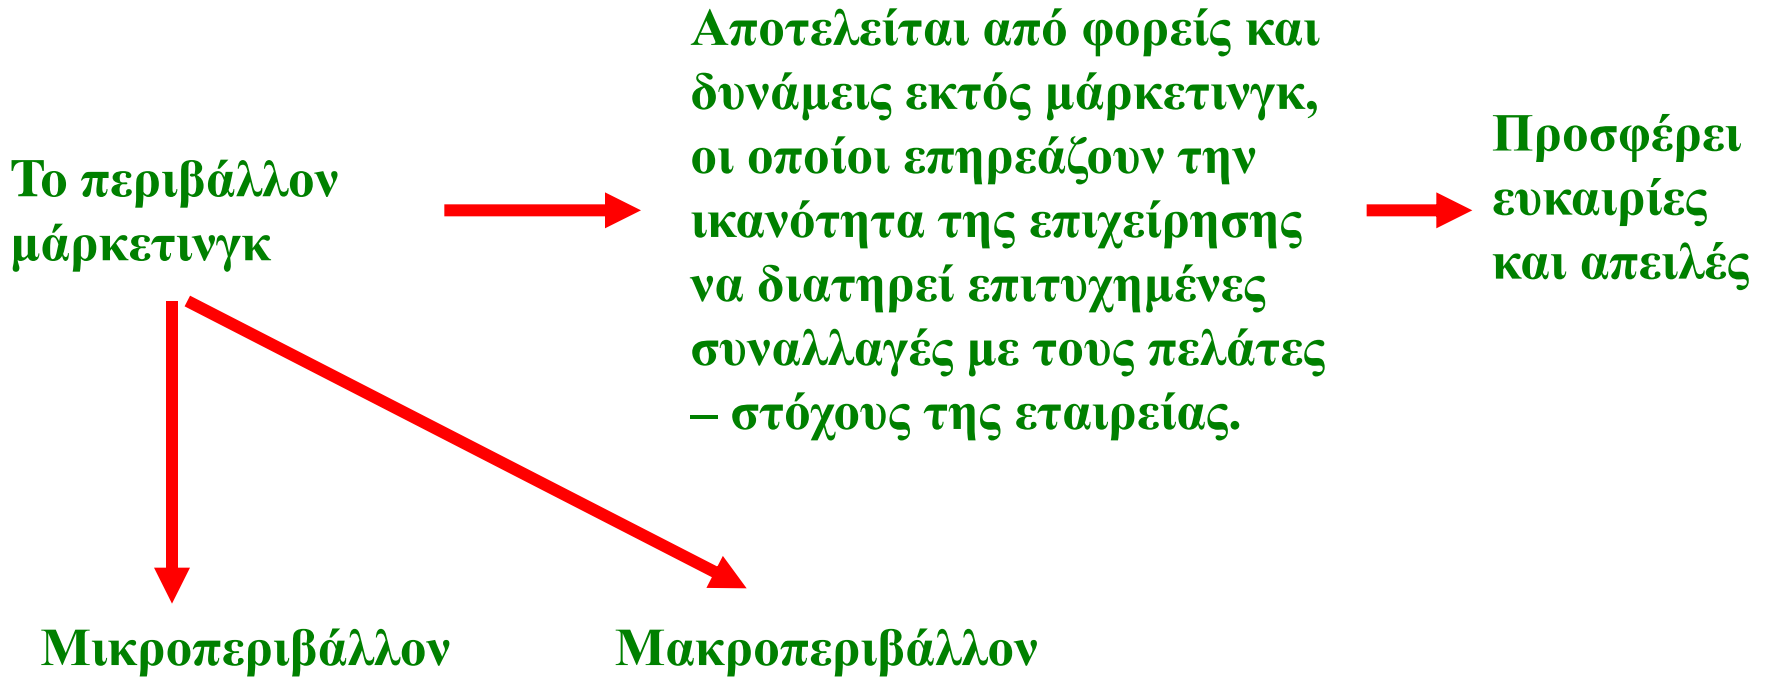 Το περιβάλλον
μάρκετινγκ
Αποτελείται από φορείς και
δυνάμεις εκτός μάρκετινγκ,
οι οποίοι επηρεάζουν την
ικανότητα της επιχείρησης
να διατηρεί επιτυχημένες
συναλλαγές με τους πελάτες
– στόχους της εταιρείας.
Προσφέρει
ευκαιρίες
και απειλές
Μικροπεριβάλλον
Μακροπεριβάλλον